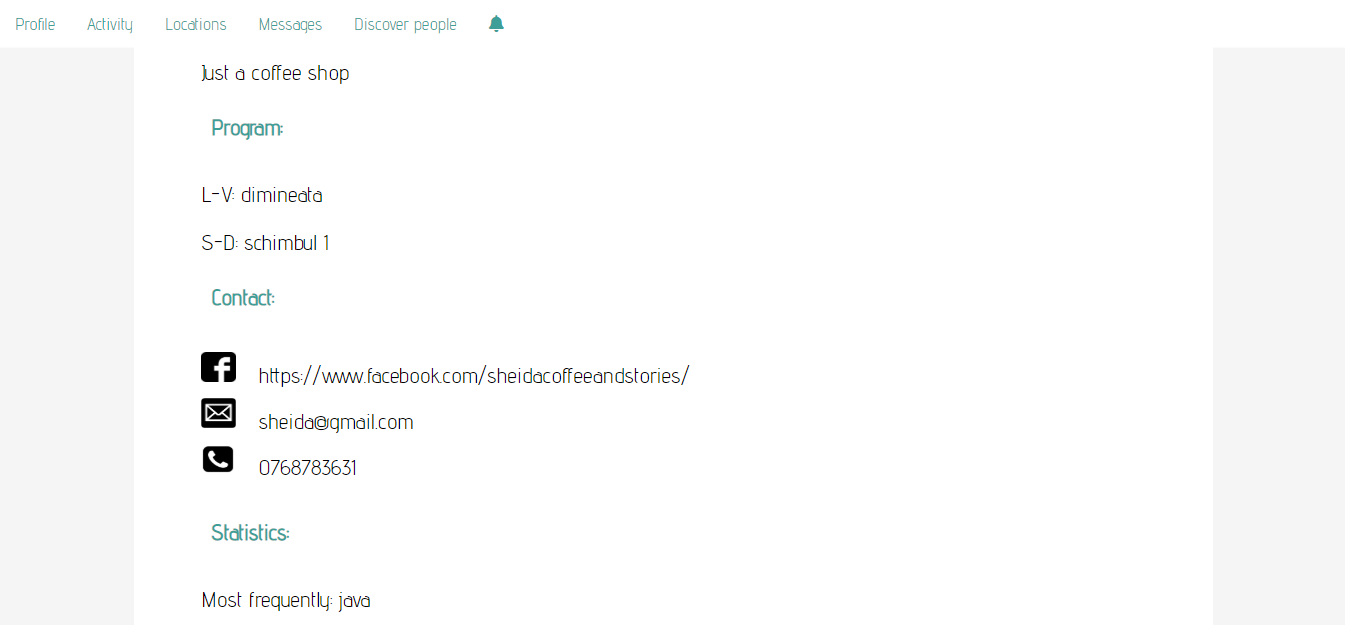 Profile Activity Locations Messages Discover people
Just a coffee shop
Program:
L-V: dimineata
S-D: schimbul 1
Contact:
https://www.facebook.com/sheidacoffeeandstories/
sheida@gmail.com
0768783631
Statistics:
Most frequently: java